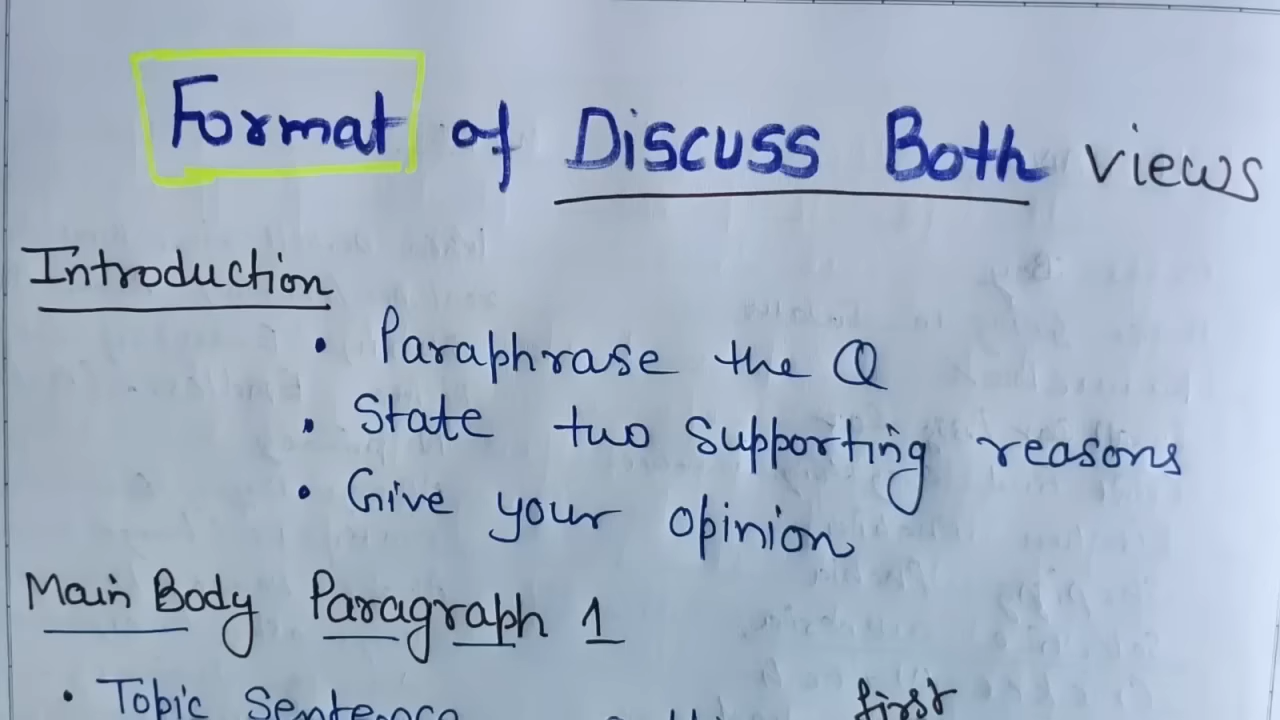 Format of Discuss Both views
Introduction
• Paraphrase the Q
• State two supporting reasons
• Give your opinion
Main Body Paragraph 1
• Topic Sentence first